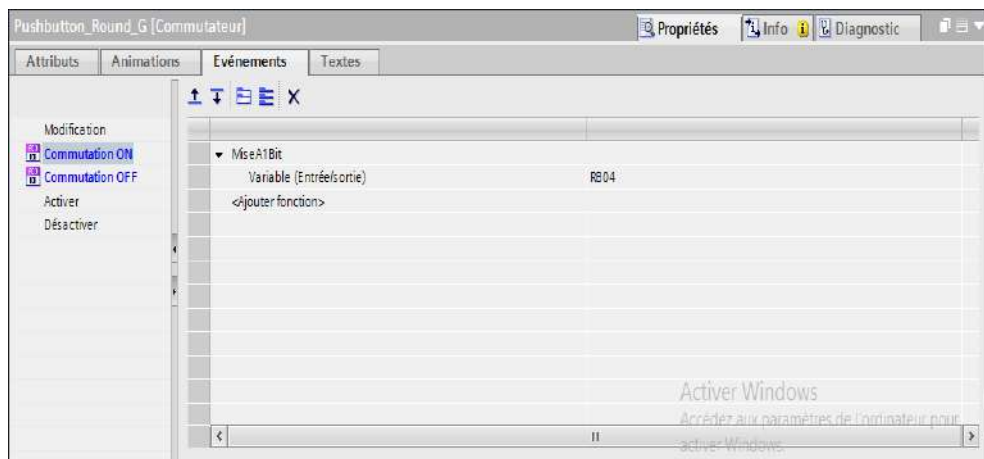 Pushbutton_Round_G [Commutateur]
Propriétés
Info
Diagnostic
Attributs
Animations
Evénements
Textes
Modification
Commutation ON
Commutation OFF
Activer
Désactiver
MiseA1Bit
Variable (Entrée/sortie)
RB04
<Ajouter fonction>
Activer Windows
Accédez aux paramètres de l'ordinateur pour
activer Windows.